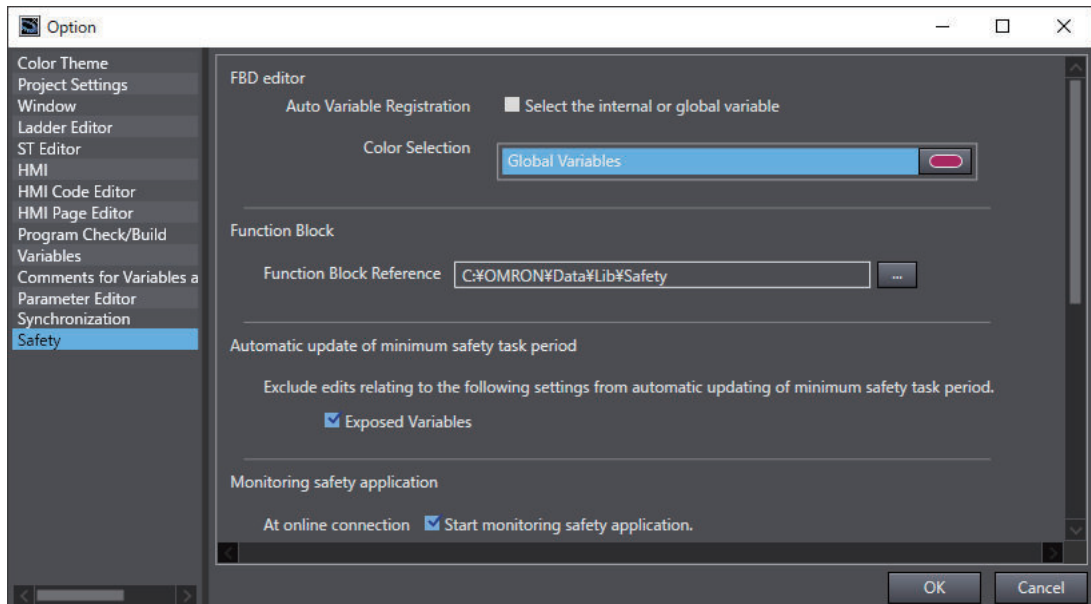 Option
Color Theme
Project Settings
Window
Ladder Editor
ST Editor
HMI
HMI Code Editor
HMI Page Editor
Program Check/Build
Variables
Comments for Variables a
Parameter Editor
Synchronization
Safety
FBD editor
Auto Variable Registration Select the internal or global variable
Color Selection Global Variables
Function Block
Function Block Reference C:¥OMRON¥Data¥Lib¥Safety ...
Automatic update of minimum safety task period
Exclude edits relating to the following settings from automatic updating of minimum safety task period.
Exposed Variables
Monitoring safety application
At online connection Start monitoring safety application.
OK Cancel